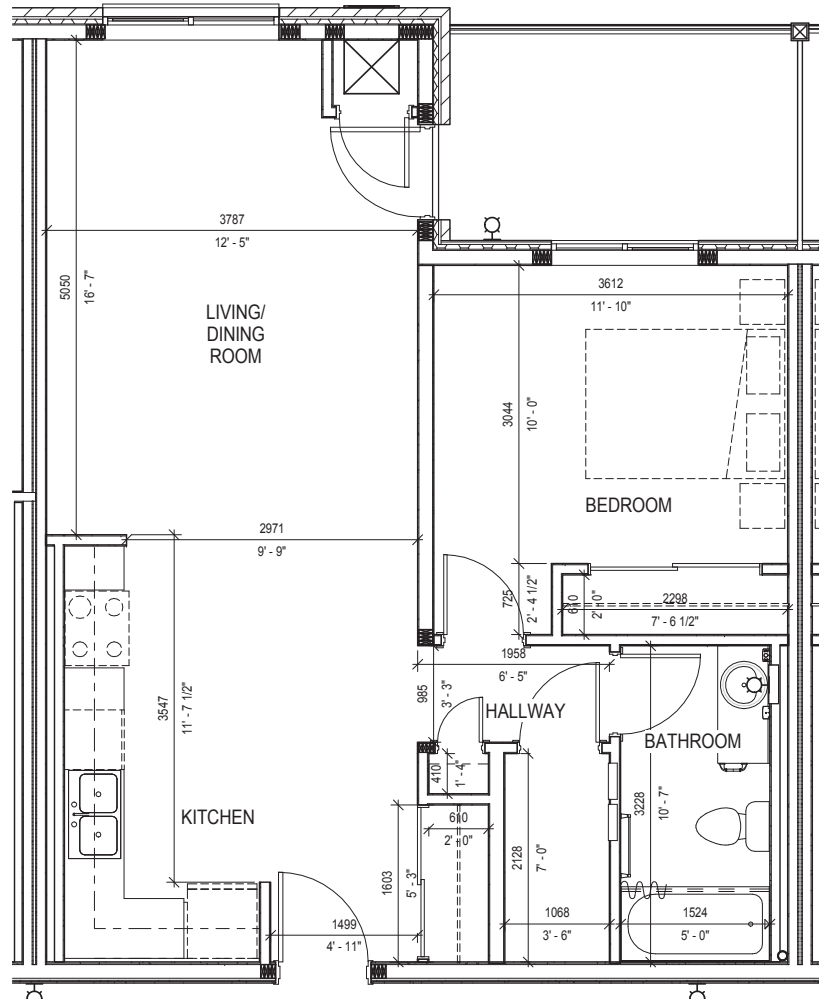 3787
12' - 5"
5050
16' - 7"
LIVING/
DINING
ROOM
3612
11' - 10"
3044
10' - 0"
BEDROOM
2971
9' - 9"
725
2' - 4 1/2"
610
2' - 0"
2298
7' - 6 1/2"
1958
6' - 5"
985
3' - 3"
HALLWAY
BATHROOM
3547
11' - 7 1/2"
410
1' - 4"
KITCHEN
610
2' - 0"
3228
10' - 7"
2128
7' - 0"
1603
5' - 3"
1499
4' - 11"
1068
3' - 6"
1524
5' - 0"